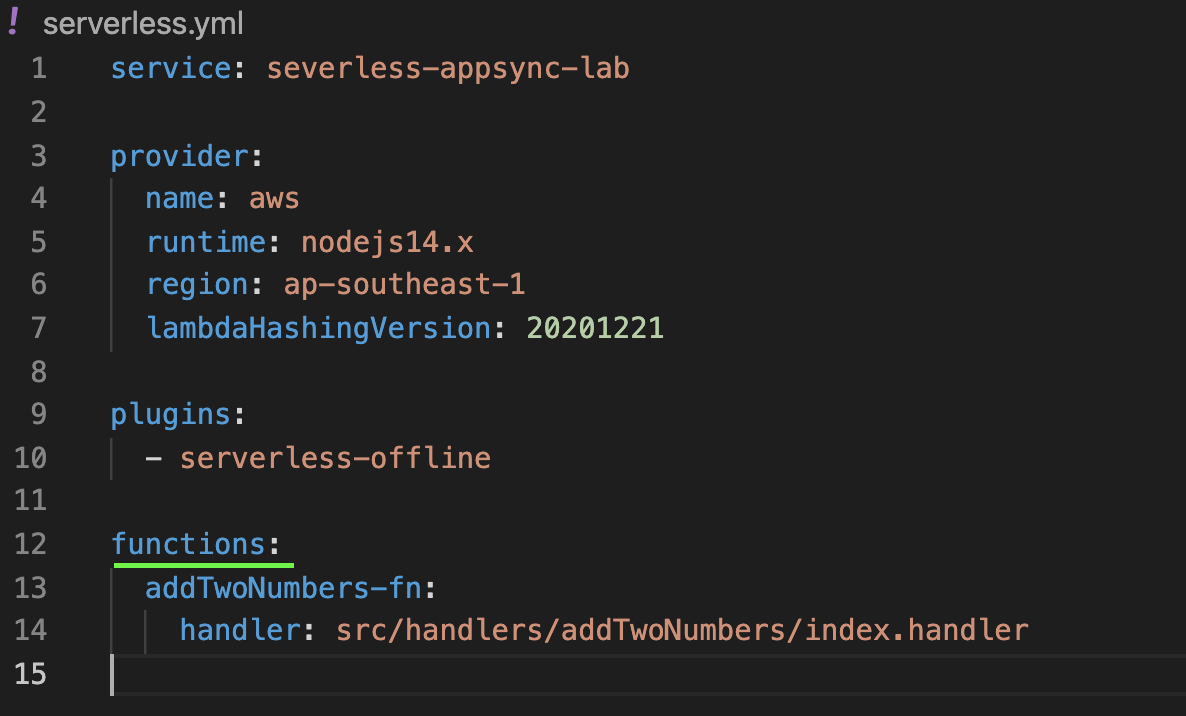 ! serverless.yml
1 service: severless-appsync-lab
2
3 provider:
4   name: aws
5   runtime: nodejs14.x
6   region: ap-southeast-1
7   lambdaHashingVersion: 20201221
8
9 plugins:
10   - serverless-offline
11
12 functions:
13   addTwoNumbers-fn:
14     handler: src/handlers/addTwoNumbers/index.handler
15